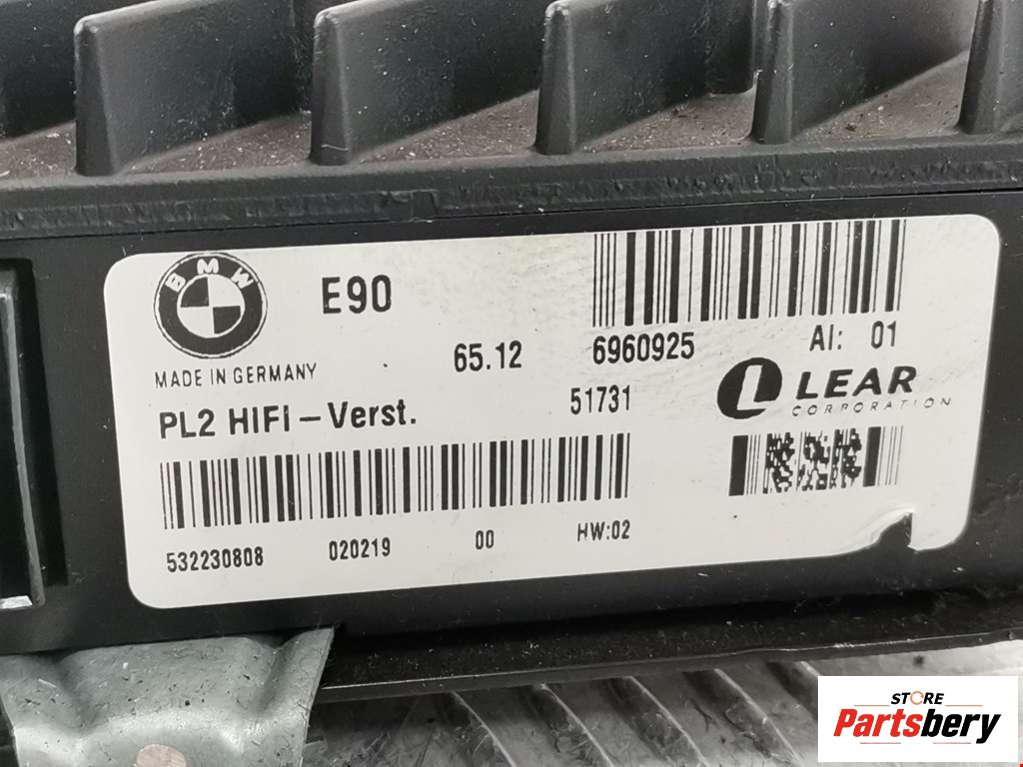 BMW
E90
MADE IN GERMANY
65.12 6960925 AI: 01
PL2 HIFI – Verst. 51731
LEAR
CORPORATION
532230808 020219 00 HW:02
STORE
Partsbery